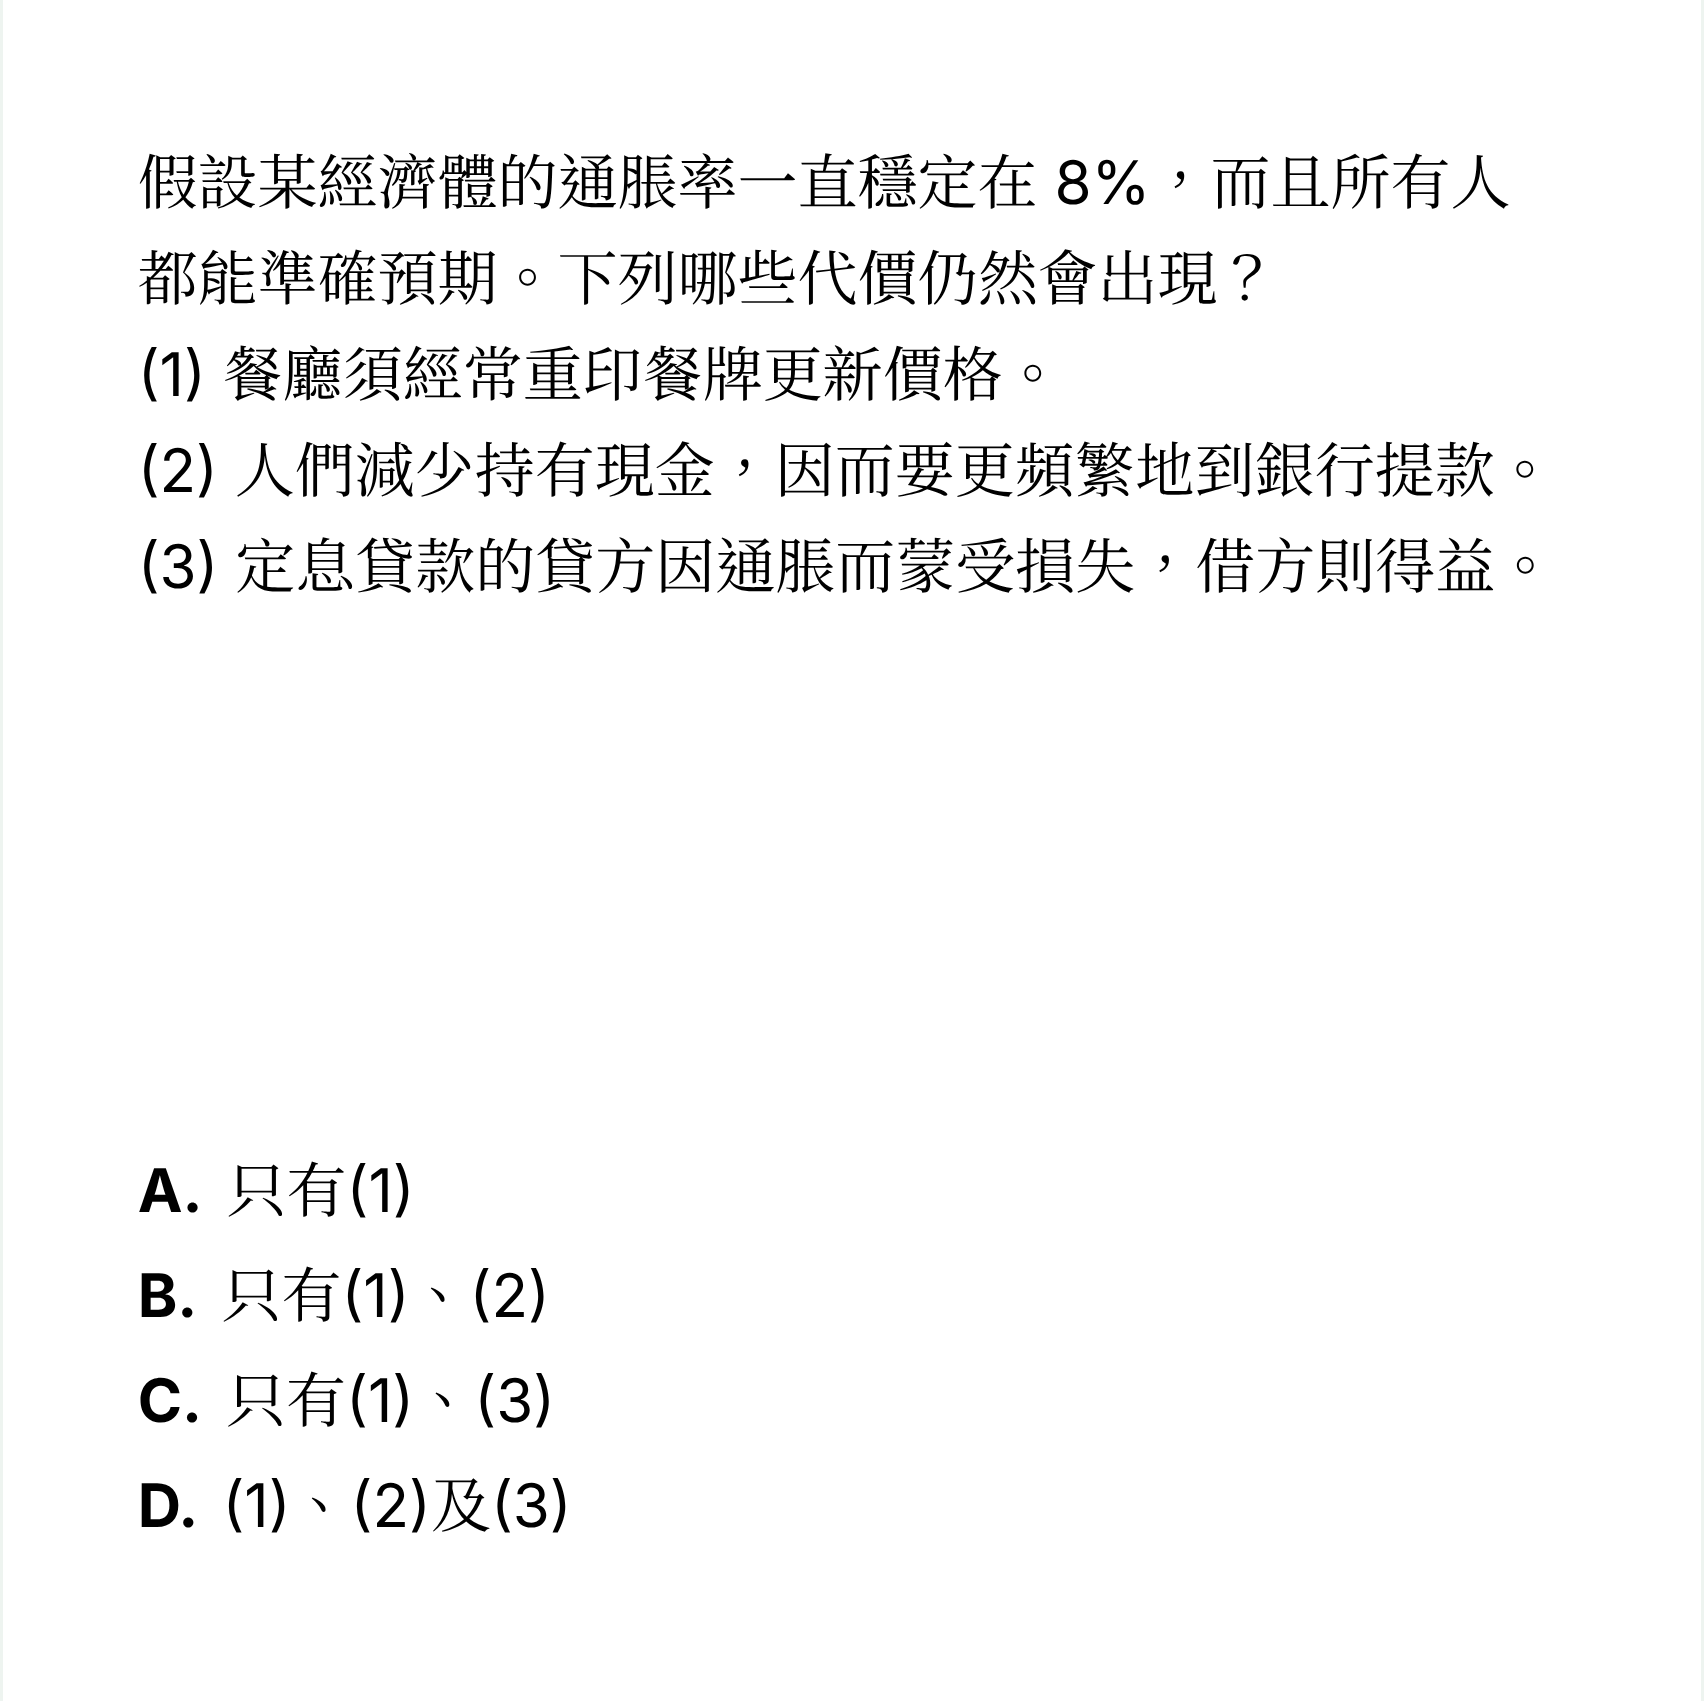 假設某經濟體的通脹率一直穩定在 8%，而且所有人
都能準確預期。下列哪些代價仍然會出現？
(1) 餐廳須經常重印餐牌更新價格。
(2) 人們減少持有現金，因而要更頻繁地到銀行提款。
(3) 定息貸款的貸方因通脹而蒙受損失，借方則得益。
A. 只有(1)
B. 只有(1)、(2)
C. 只有(1)、(3)
D. (1)、(2)及(3)